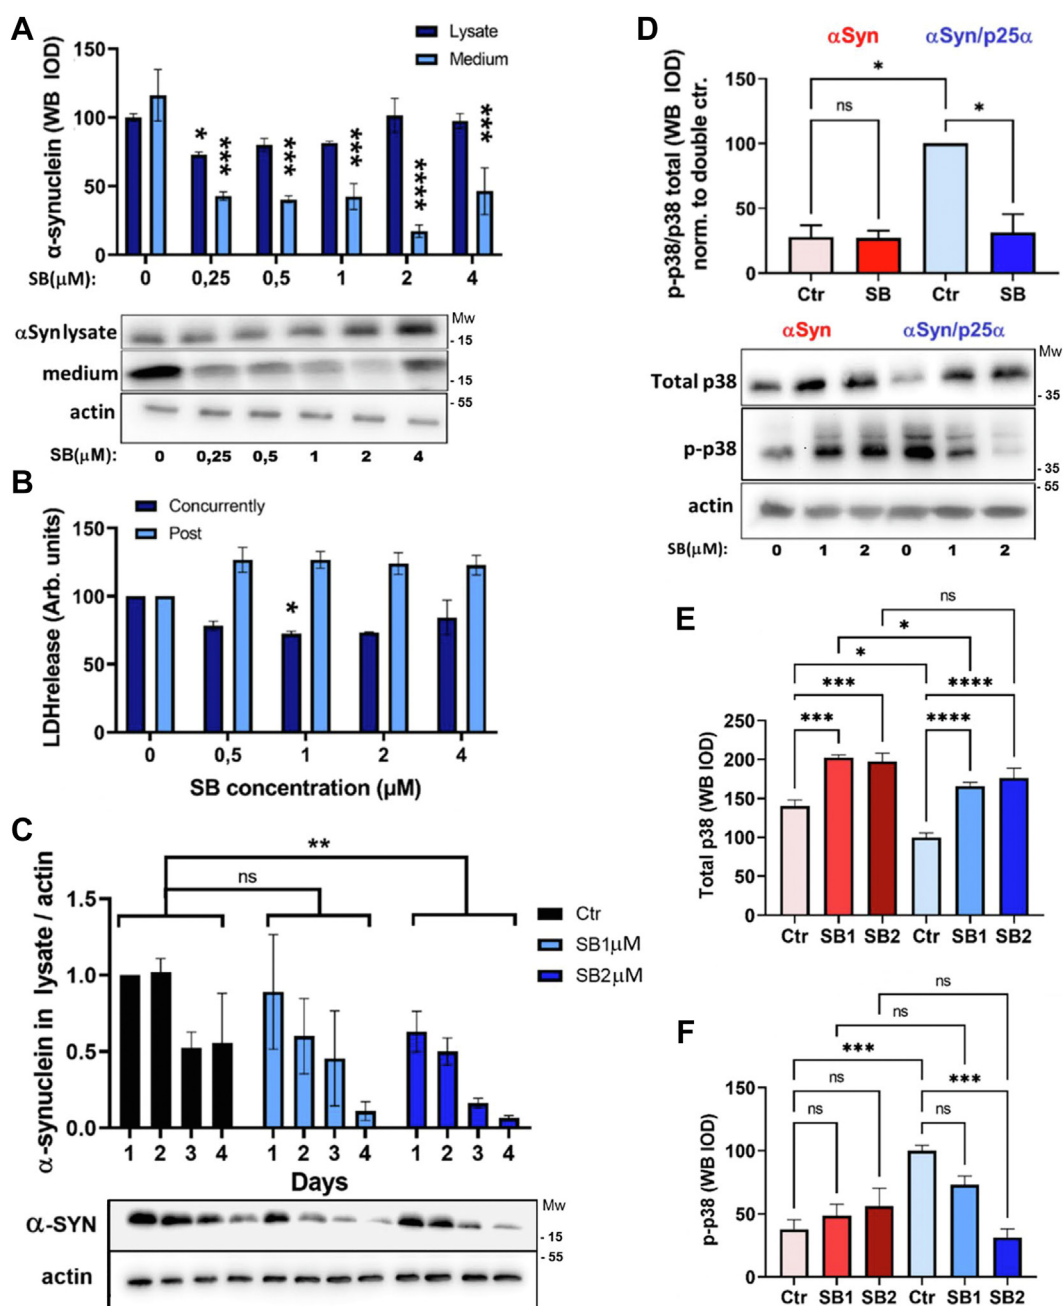 A
α-synuclein (WB IOD)
Lysate
Medium
150
100
50
0
* *** *** *** **** ***
SB(μM): 0 0,25 0,5 1 2 4
αSyn lysate
medium
actin
Mw
- 15
- 15
- 55
SB(μM): 0 0,25 0,5 1 2 4
B
LDHrelease (Arb. units)
Concurrently
Post
150
100
50
0
*
0 0,5 1 2 4
SB concentration (μM)
C
α-synuclein in lysate / actin
**
ns
1.5
1.0
0.5
0.0
Ctr
SB1μM
SB2μM
1 2 3 4 1 2 3 4 1 2 3 4
Days
α-SYN
actin
Mw
- 15
- 55
D
αSyn αSyn/p25α
p-p38/p38 total (WB IOD)
norm. to double ctr.
150
100
50
0
*
ns *
Ctr SB Ctr SB
αSyn αSyn/p25α
Total p38
p-p38
actin
Mw
- 35
- 35
- 55
SB(μM): 0 1 2 0 1 2
E
Total p38 (WB IOD)
ns
*
*
*** ****
*** ****
250
200
150
100
50
0
Ctr SB1 SB2 Ctr SB1 SB2
F
p-p38 (WB IOD)
ns
ns
***
ns ***
ns ns
150
100
50
0
Ctr SB1 SB2 Ctr SB1 SB2